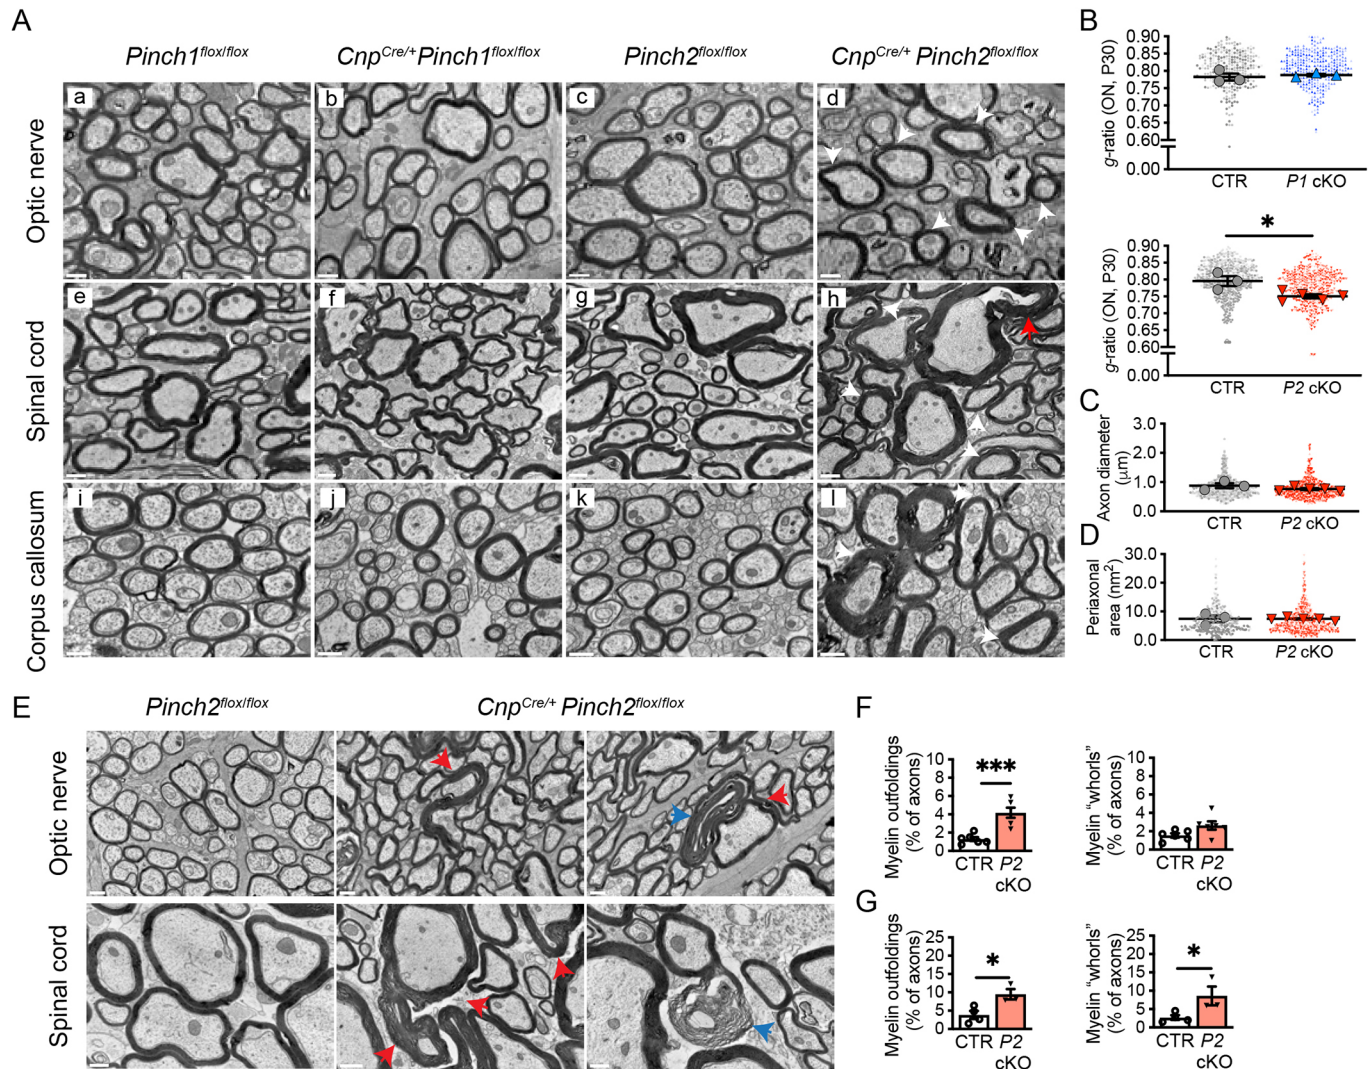 A
Pinch1flox/flox
CnpCre/+ Pinch1flox/flox
Pinch2flox/flox
CnpCre/+ Pinch2flox/flox
Optic nerve
a
b
c
d
Spinal cord
e
f
g
h
Corpus callosum
i
j
k
l
B
g-ratio (ON, P30)
0.90
0.80
0.75
0.70
0.65
0.60
0.00
CTR
P1 cKO
*
g-ratio (ON, P30)
0.90
0.80
0.75
0.70
0.65
0.60
0.00
CTR
P2 cKO
C
Axon diameter
(μm)
3.0
2.0
1.0
0.0
CTR
P2 cKO
D
Periaxonal
area (nm2)
30.0
20.0
10.0
0.0
CTR
P2 cKO
E
Pinch2flox/flox
CnpCre/+ Pinch2flox/flox
Optic nerve
Spinal cord
F
Myelin outfoldings
(% of axons)
10
8
6
4
2
0
***
CTR
P2
cKO
Myelin “whorls”
(% of axons)
10
8
6
4
2
0
CTR
P2
cKO
G
Myelin outfoldings
(% of axons)
25
20
15
10
5
0
*
CTR
P2
cKO
Myelin “whorls”
(% of axons)
25
20
15
10
5
0
*
CTR
P2
cKO